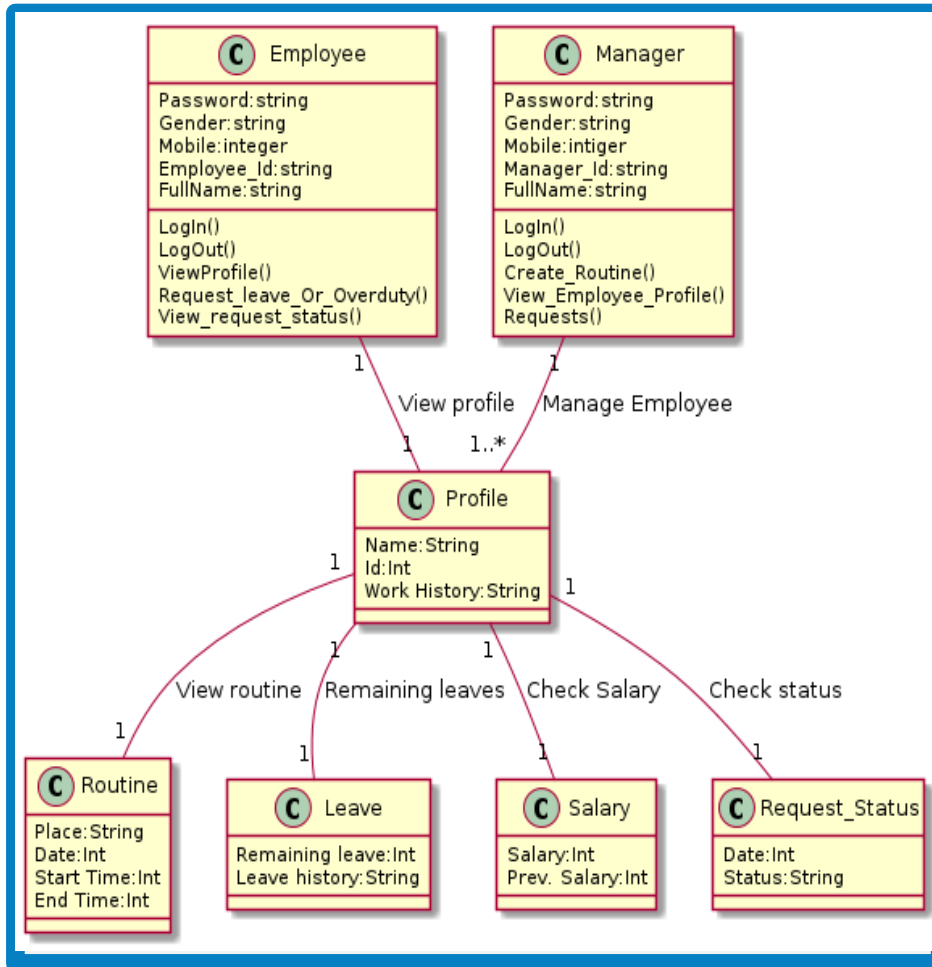 C Employee
Password:string
Gender:string
Mobile:integer
Employee_Id:string
FullName:string
LogIn()
LogOut()
ViewProfile()
Request_leave_Or_Overduty()
View_request_status()
C Manager
Password:string
Gender:string
Mobile:intiger
Manager_Id:string
FullName:string
LogIn()
LogOut()
Create_Routine()
View_Employee_Profile()
Requests()
1
1
View profile
Manage Employee
1
1..*
C Profile
Name:String
Id:Int
Work History:String
1
1
1
1
View routine
Remaining leaves
Check Salary
Check status
1
1
1
1
C Routine
Place:String
Date:Int
Start Time:Int
End Time:Int
C Leave
Remaining leave:Int
Leave history:String
C Salary
Salary:Int
Prev. Salary:Int
C Request_Status
Date:Int
Status:String